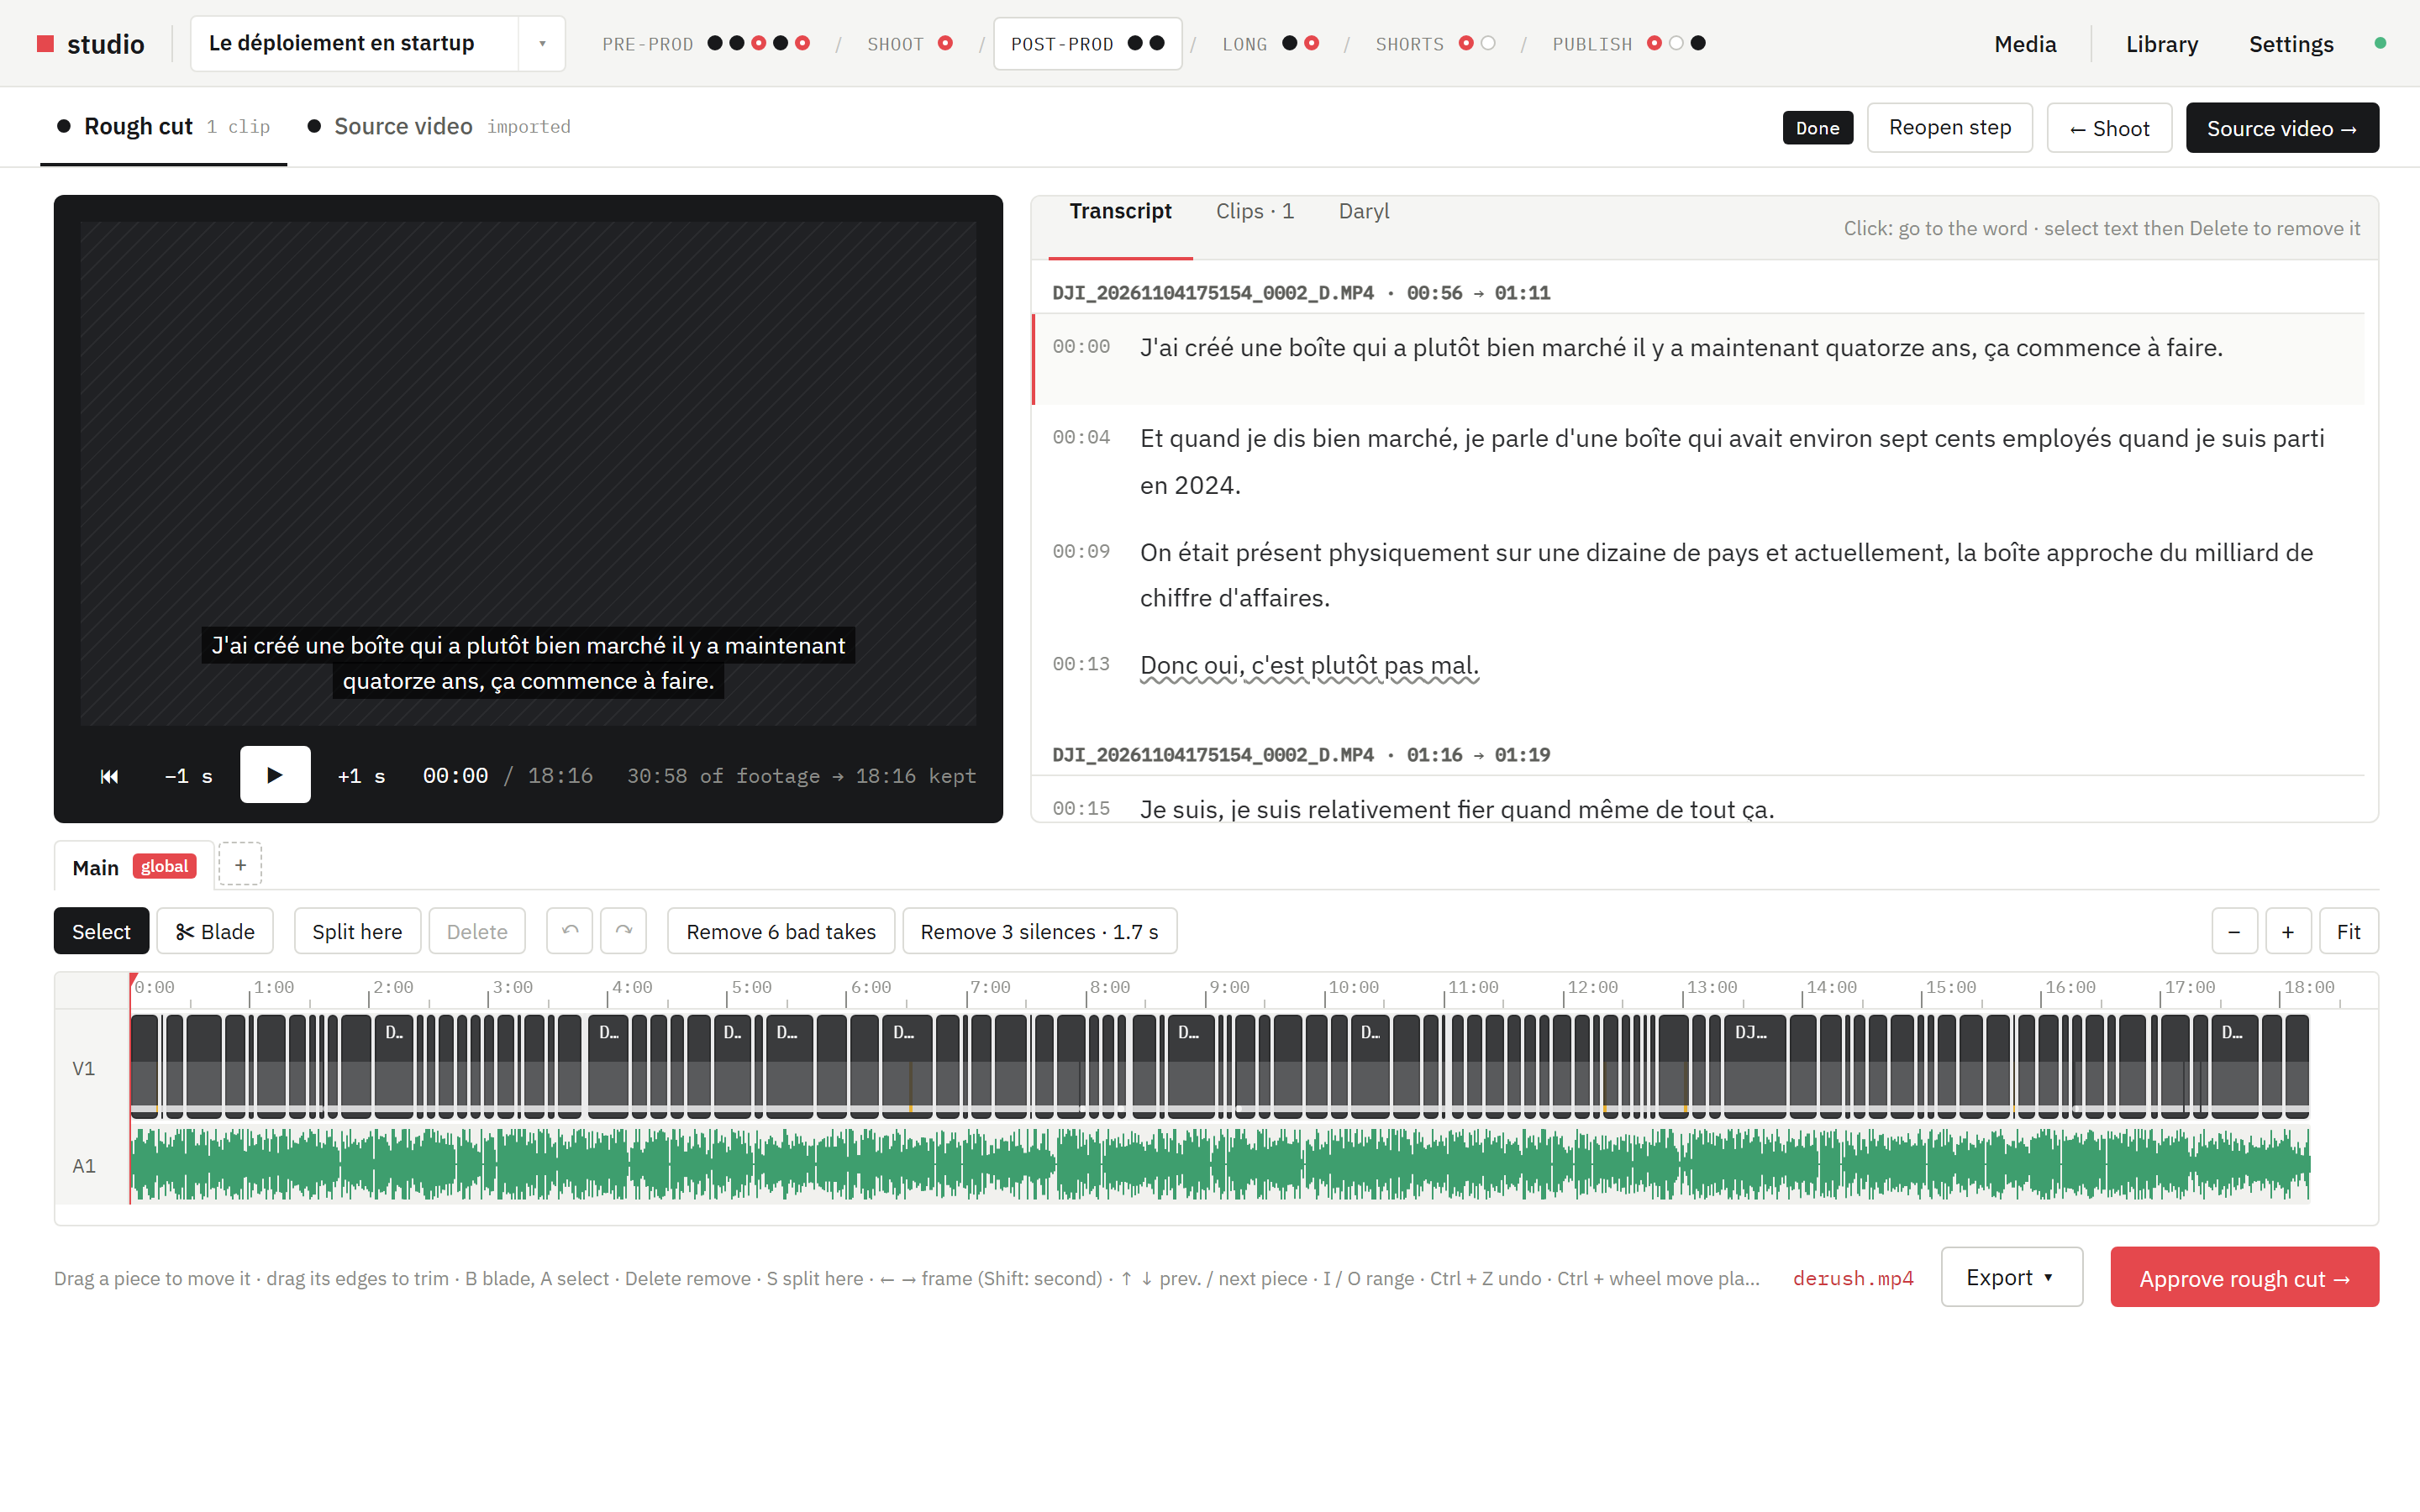 studio
Le déploiement en startup
PRE-PROD / SHOOT / POST-PROD / LONG / SHORTS / PUBLISH
Media
Library
Settings
Rough cut 1 clip
Source video imported
Done
Reopen step
← Shoot
Source video →
Transcript
Clips · 1
Daryl
Click: go to the word · select text then Delete to remove it
DJI_20261104175154_0002_D.MP4 · 00:56 → 01:11
00:00 J'ai créé une boîte qui a plutôt bien marché il y a maintenant quatorze ans, ça commence à faire.
00:04 Et quand je dis bien marché, je parle d'une boîte qui avait environ sept cents employés quand je suis parti
en 2024.
00:09 On était présent physiquement sur une dizaine de pays et actuellement, la boîte approche du milliard de
chiffre d'affaires.
00:13 Donc oui, c'est plutôt pas mal.
DJI_20261104175154_0002_D.MP4 · 01:16 → 01:19
00:15 Je suis, je suis relativement fier quand même de tout ça.
J'ai créé une boîte qui a plutôt bien marché il y a maintenant
quatorze ans, ça commence à faire.
−1 s
+1 s
00:00 / 18:16
30:58 of footage → 18:16 kept
Main global +
Select
Blade
Split here
Delete
Remove 6 bad takes
Remove 3 silences · 1.7 s
− + Fit
0:00 1:00 2:00 3:00 4:00 5:00 6:00 7:00 8:00 9:00 10:00 11:00 12:00 13:00 14:00 15:00 16:00 17:00 18:00
V1
D… D… D… D… D… D… D… DJ… D…
A1
Drag a piece to move it · drag its edges to trim · B blade, A select · Delete remove · S split here · ← → frame (Shift: second) · ↑ ↓ prev. / next piece · I / O range · Ctrl + Z undo · Ctrl + wheel move pla…
derush.mp4
Export ▾
Approve rough cut →